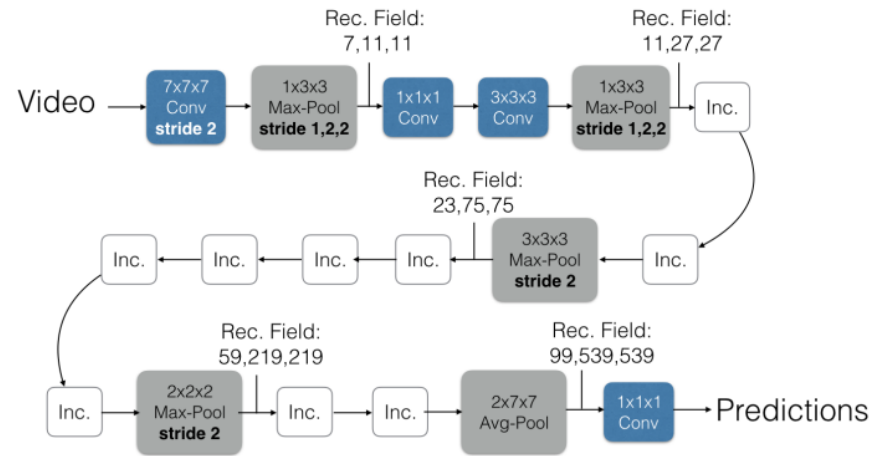 Rec. Field:
7,11,11
Rec. Field:
11,27,27
Video
7x7x7
Conv
stride 2
1x3x3
Max-Pool
stride 1,2,2
1x1x1
Conv
3x3x3
Conv
1x3x3
Max-Pool
stride 1,2,2
Inc.
Rec. Field:
23,75,75
Inc.
Inc.
Inc.
Inc.
3x3x3
Max-Pool
stride 2
Inc.
Rec. Field:
59,219,219
Rec. Field:
99,539,539
Inc.
2x2x2
Max-Pool
stride 2
Inc.
Inc.
2x7x7
Avg-Pool
1x1x1
Conv
Predictions